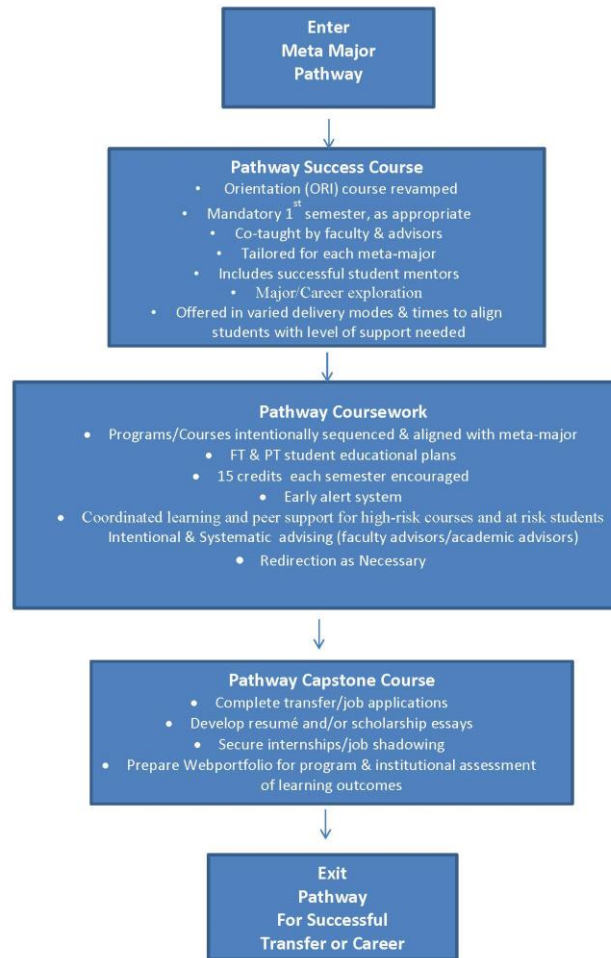 Enter
Meta Major
Pathway
Pathway Success Course
• Orientation (ORI) course revamped
• Mandatory 1st semester, as appropriate
• Co-taught by faculty & advisors
• Tailored for each meta-major
• Includes successful student mentors
• Major/Career exploration
• Offered in varied delivery modes & times to align
students with level of support needed
Pathway Coursework
• Programs/Courses intentionally sequenced & aligned with meta-major
• FT & PT student educational plans
• 15 credits each semester encouraged
• Early alert system
• Coordinated learning and peer support for high-risk courses and at risk students
Intentional & Systematic advising (faculty advisors/academic advisors)
• Redirection as Necessary
Pathway Capstone Course
• Complete transfer/job applications
• Develop resumé and/or scholarship essays
• Secure internships/job shadowing
• Prepare Webportfolio for program & institutional assessment
of learning outcomes
Exit
Pathway
For Successful
Transfer or Career